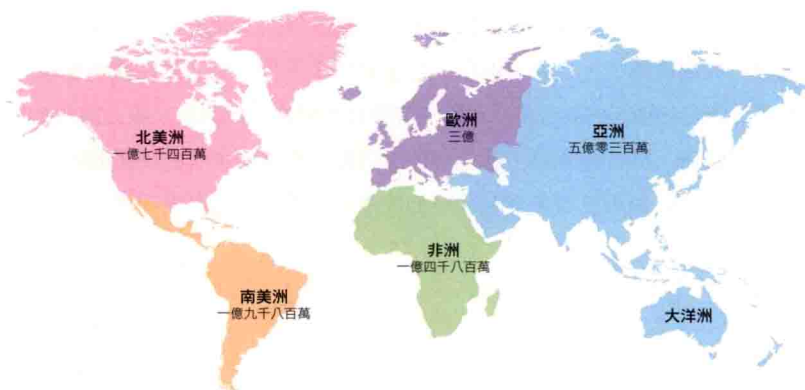 北美洲
一億七千四百萬
歐洲
三億
亞洲
五億零三百萬
非洲
一億四千八百萬
南美洲
一億九千八百萬
大洋洲